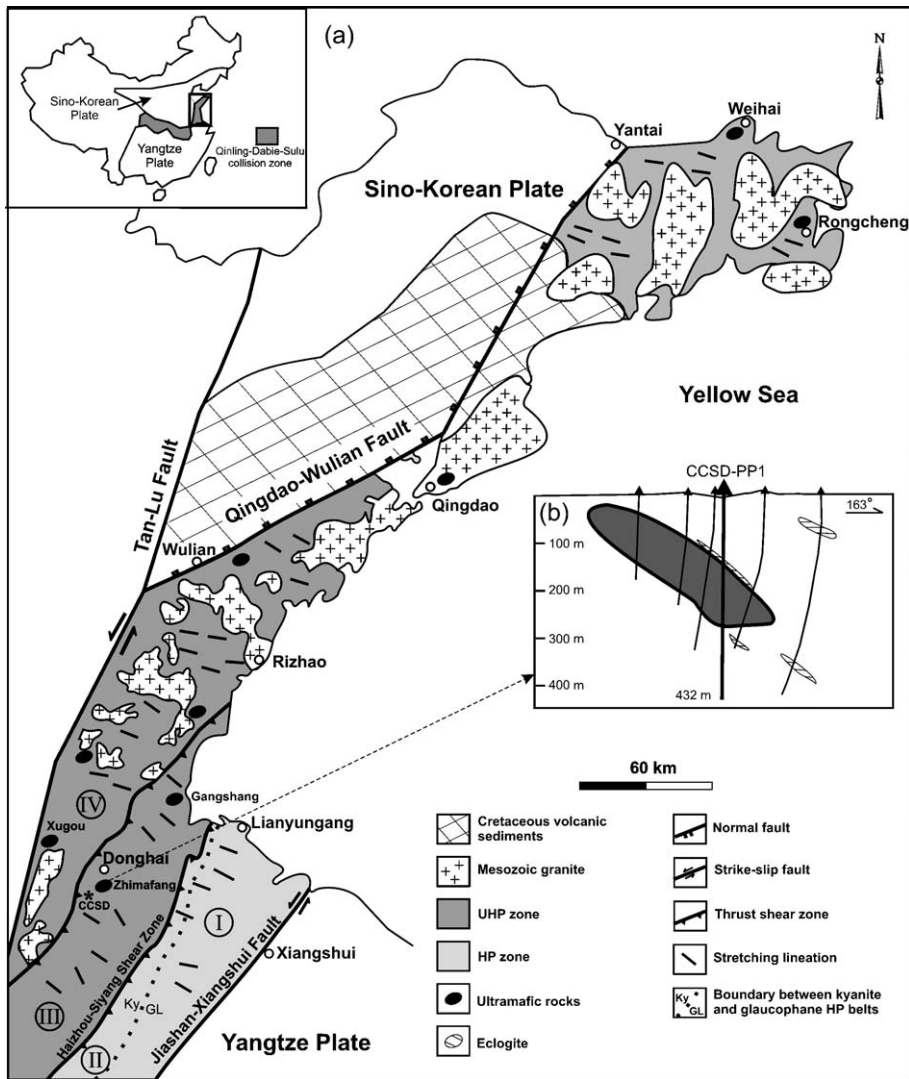 (a)
N
Sino-Korean
Plate
Yangtze
Plate
Qinling-Dabie-Sulu
collision zone
Weihai
Yantai
Sino-Korean Plate
Rongcheng
Yellow Sea
Tan-Lu Fault
Qingdao-Wulian Fault
Qingdao
Wulian
Rizhao
CCSD-PP1
(b)
163°
100 m
200 m
300 m
400 m
432 m
IV
Gangshang
Xugou
Lianyungang
Donghai
Zhimafang
*
CCSD
I
Haizhou-Siyang Shear Zone
Jiashan-Xiangshui Fault
Xiangshui
III
Ky
GL
II
Yangtze Plate
60 km
Cretaceous volcanic
sediments
Mesozoic granite
UHP zone
HP zone
Ultramafic rocks
Eclogite
Normal fault
Strike-slip fault
Thrust shear zone
Stretching lineation
Ky
GL
Boundary between kyanite
and glaucophane HP belts